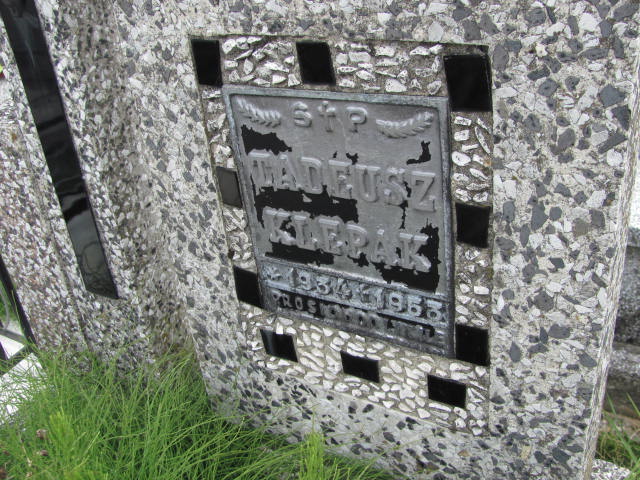 Ś†P
TADEUSZ
KLEPAK
* 1934 † 1953
PROSI O